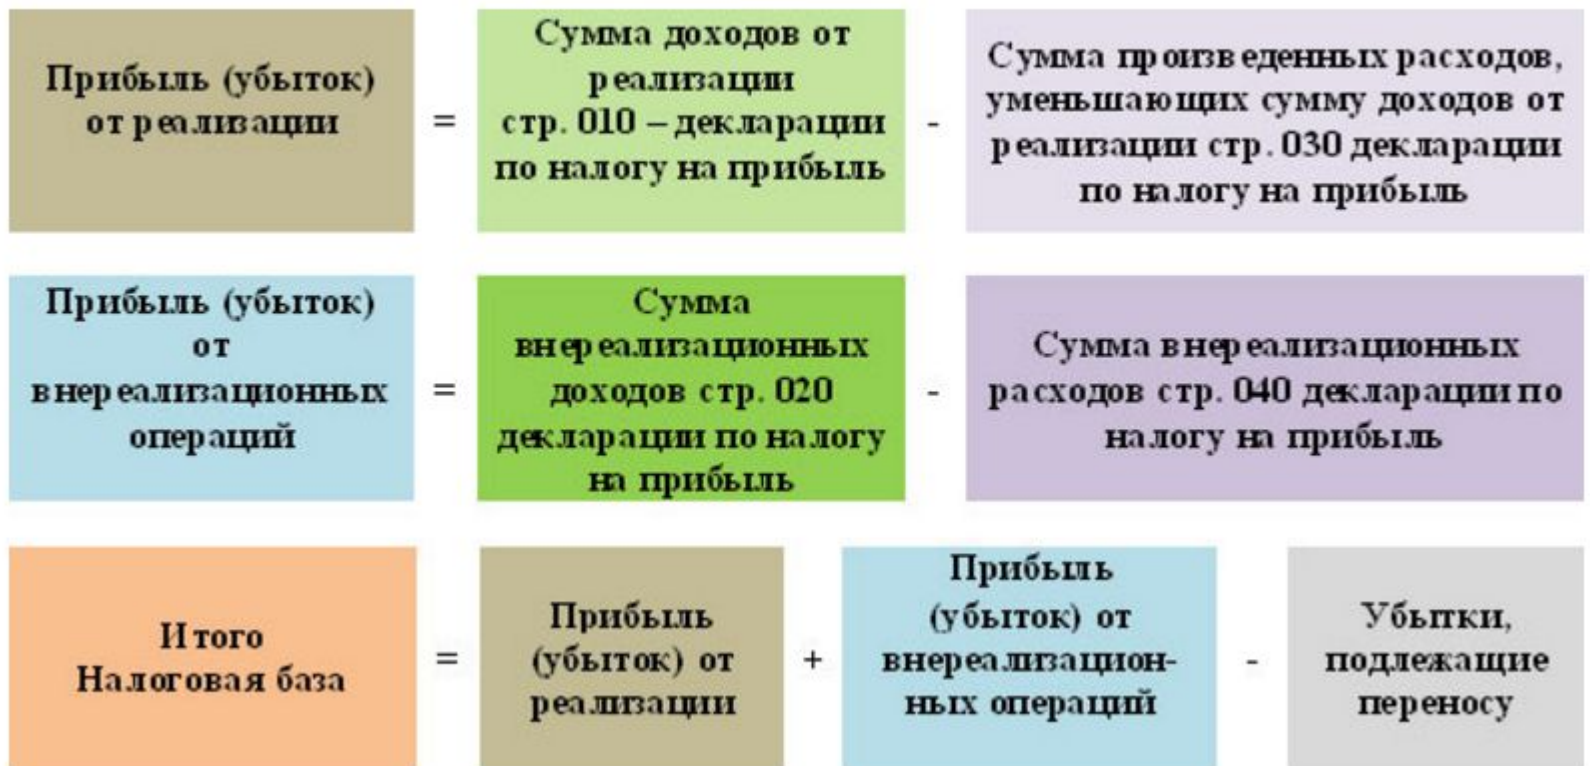 Прибыль (убыток)
от реализации
=
Сумма доходов от
реализации
стр. 010 – декларации
по налогу на прибыль
-
Сумма произведенных расходов,
уменьшающих сумму доходов от
реализации стр. 030 декларации
по налогу на прибыль
Прибыль (убыток)
от
внереализационных
операций
=
Сумма
внереализационных
доходов стр. 020
декларации по налогу
на прибыль
-
Сумма внереализационных
расходов стр. 040 декларации по
налогу на прибыль
Итого
Налоговая база
=
Прибыль
(убыток) от
реализации
+
Прибыль
(убыток) от
внереализацион-
ных операций
-
Убытки,
подлежащие
переносу